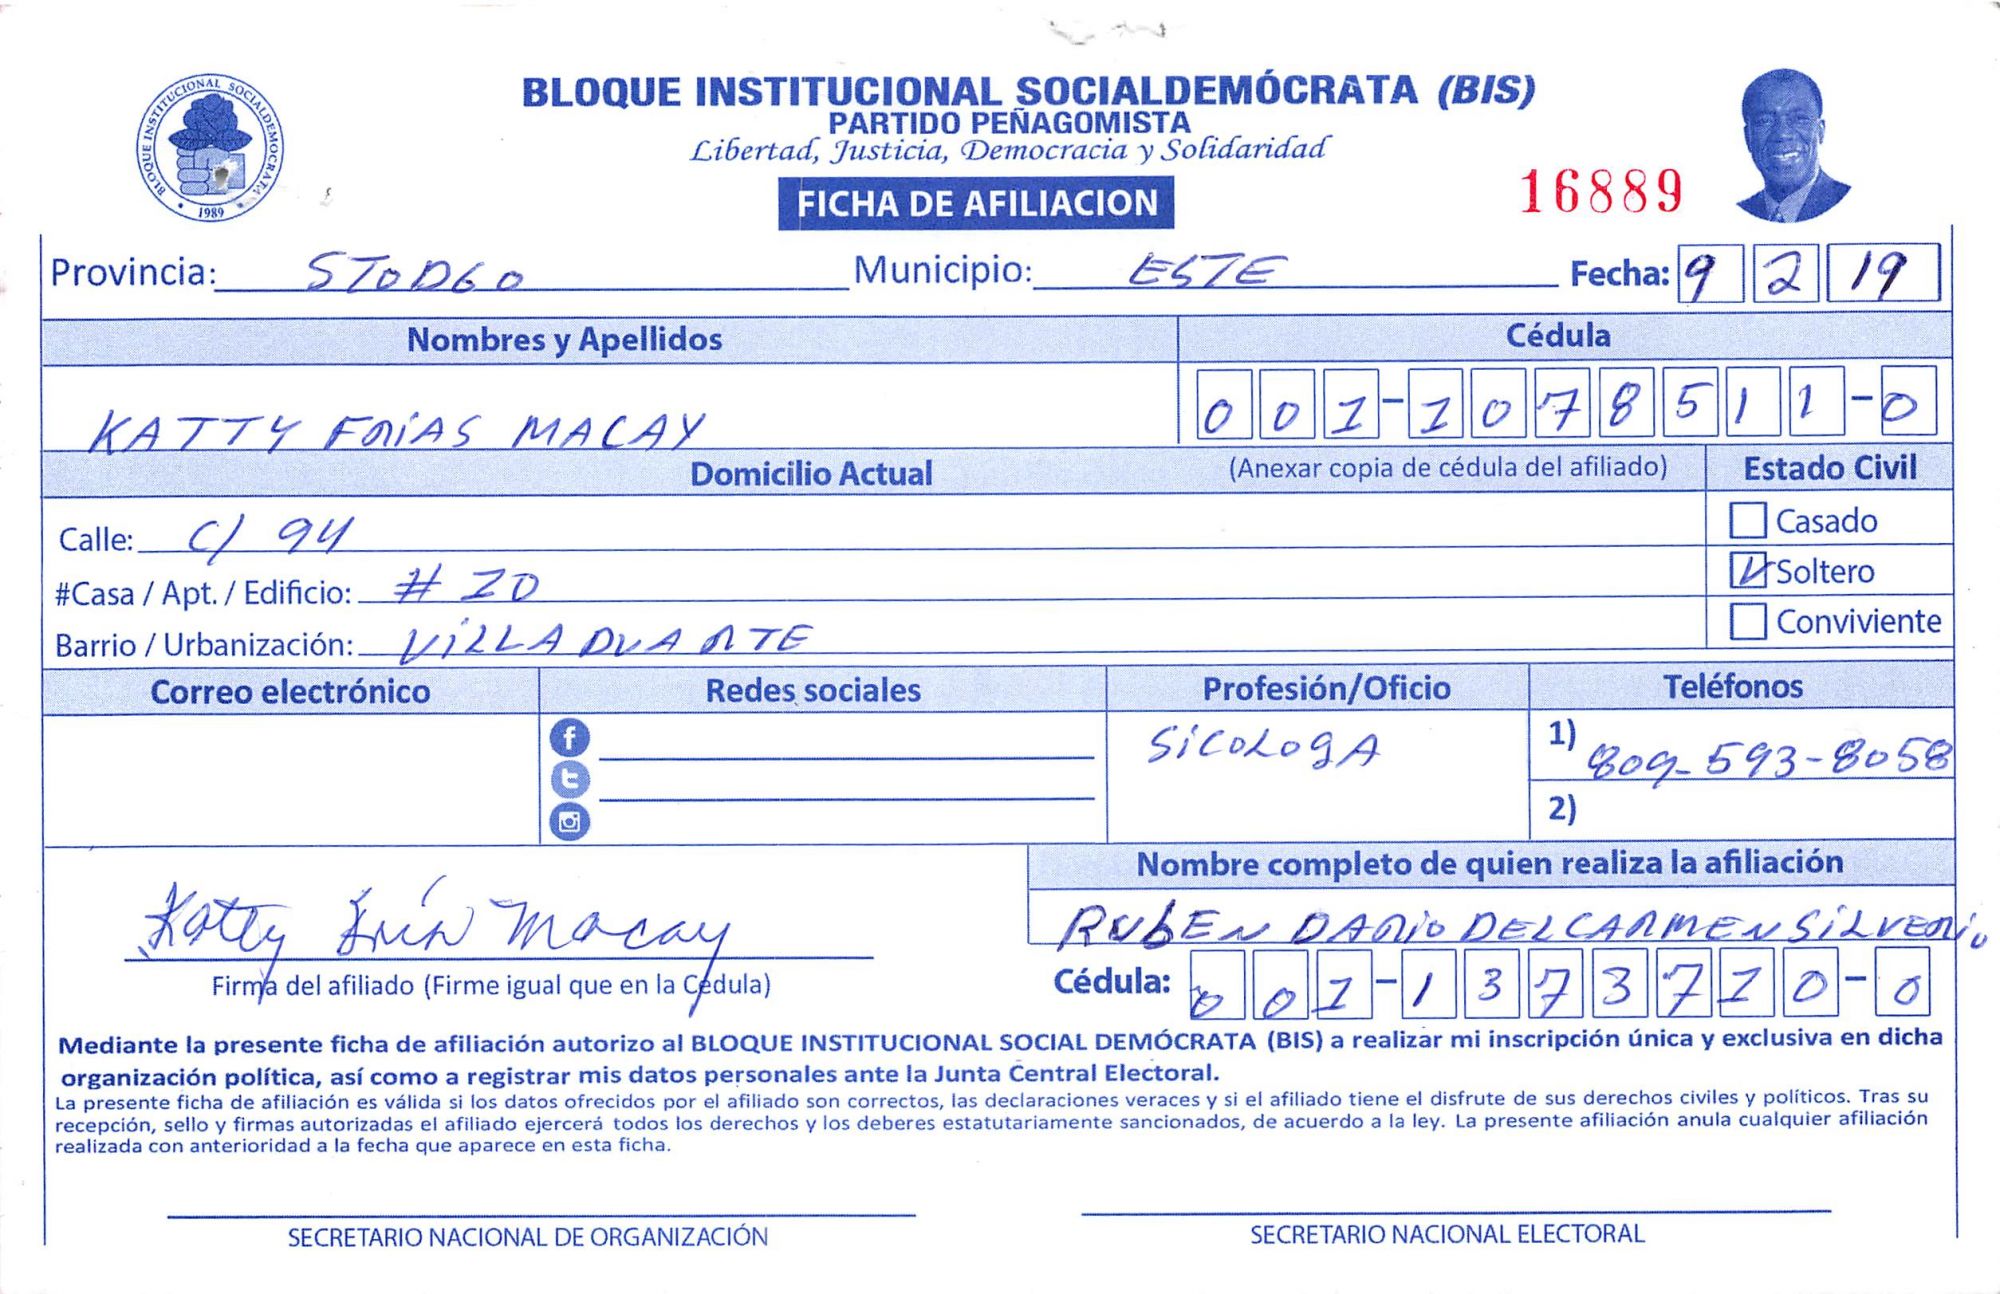 BLOQUE INSTITUCIONAL SOCIALDEMOCRATA
1989
BLOQUE INSTITUCIONAL SOCIALDEMÓCRATA (BIS)
PARTIDO PEÑAGOMISTA
Libertad, Justicia, Democracia y Solidaridad
FICHA DE AFILIACION
16889
Provincia: STODGO Municipio: ESTE Fecha: 9 2 19
Nombres y Apellidos Cédula
KATTY FRIAS MACAY 001-1078511-0
Domicilio Actual (Anexar copia de cédula del afiliado) Estado Civil
Calle: C/ 94 Casado
#Casa / Apt. / Edificio: # 20 Soltero
Barrio / Urbanización: VILLA DUARTE Conviviente
Correo electrónico Redes sociales Profesión/Oficio Teléfonos
SICOLOGA 1) 809-593-8058
2)
Nombre completo de quien realiza la afiliación
Katty Frías Macay RUBEN DARIO DEL CARMEN SILVERIO
Firma del afiliado (Firme igual que en la Cédula) Cédula: 001-1373710-0
Mediante la presente ficha de afiliación autorizo al BLOQUE INSTITUCIONAL SOCIAL DEMÓCRATA (BIS) a realizar mi inscripción única y exclusiva en dicha
organización política, así como a registrar mis datos personales ante la Junta Central Electoral.
La presente ficha de afiliación es válida si los datos ofrecidos por el afiliado son correctos, las declaraciones veraces y si el afiliado tiene el disfrute de sus derechos civiles y políticos. Tras su
recepción, sello y firmas autorizadas el afiliado ejercerá todos los derechos y los deberes estatutariamente sancionados, de acuerdo a la ley. La presente afiliación anula cualquier afiliación
realizada con anterioridad a la fecha que aparece en esta ficha.
SECRETARIO NACIONAL DE ORGANIZACIÓN SECRETARIO NACIONAL ELECTORAL